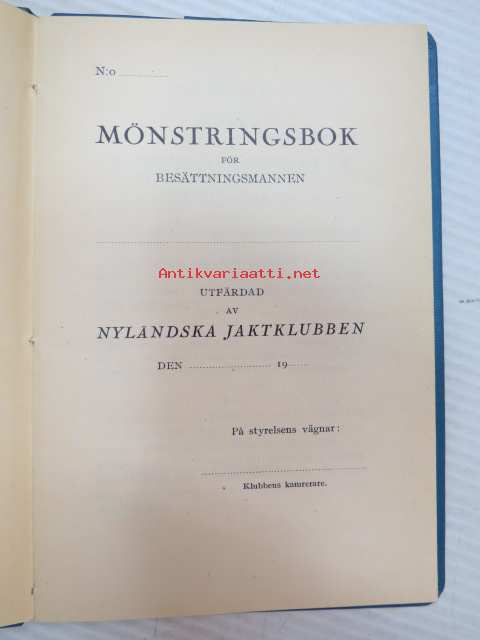 N:o ............
MÖNSTRINGSBOK
FÖR
BESÄTTNINGSMANNEN
Antikvariaatti.net
UTFÄRDAD
AV
NYLÄNDSKA JAKTKLUBBEN
DEN ........................ 19......
På styrelsens vägnar:
Klubbens kamrerare.